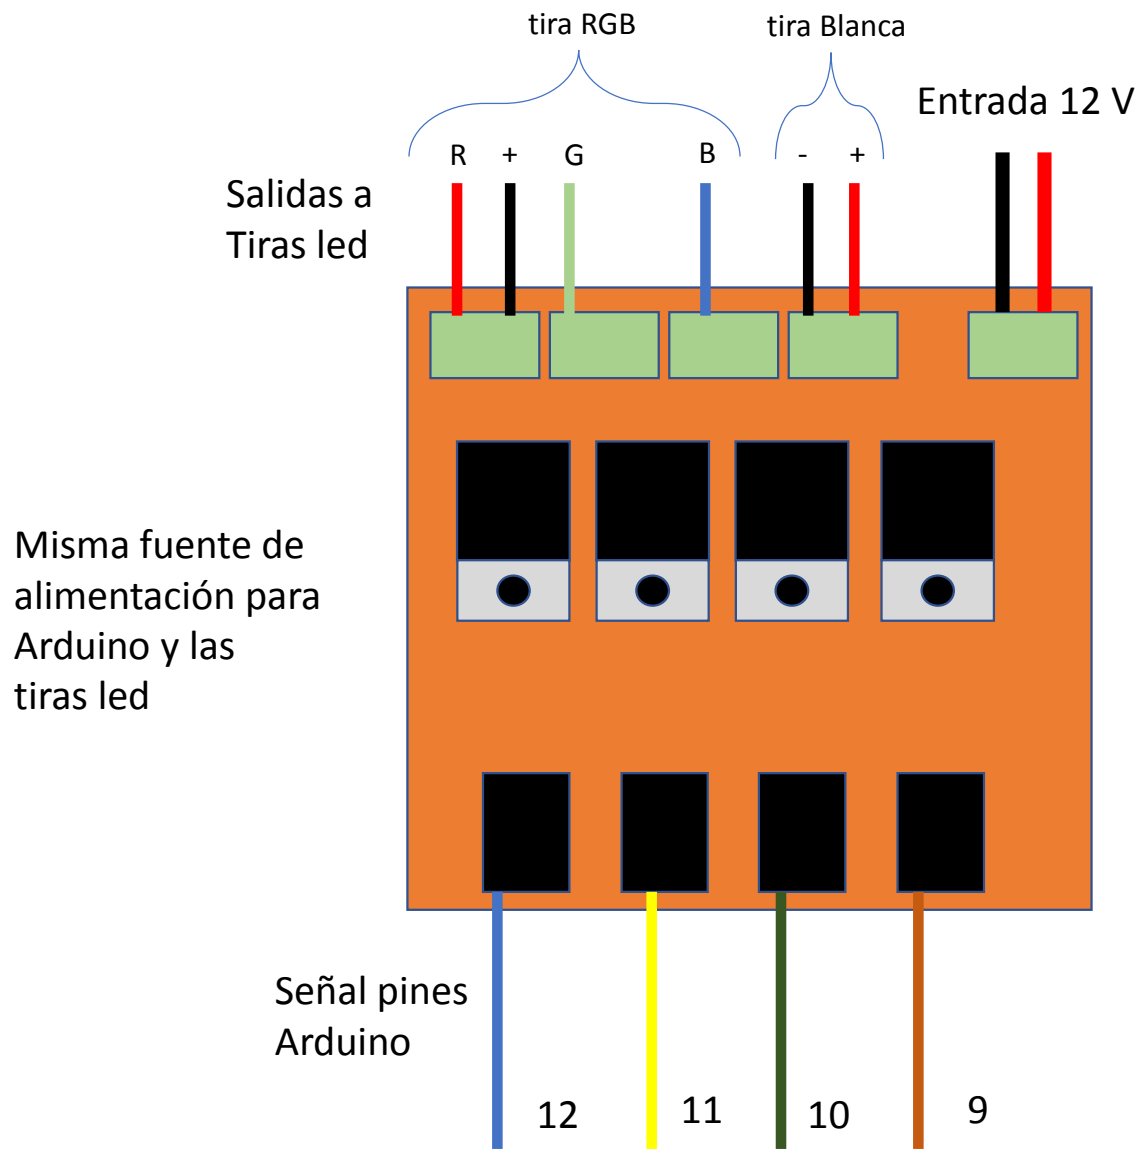 tira RGB
tira Blanca
Entrada 12 V
R + G B - +
Salidas a
Tiras led
Misma fuente de
alimentación para
Arduino y las
tiras led
Señal pines
Arduino
12 11 10 9